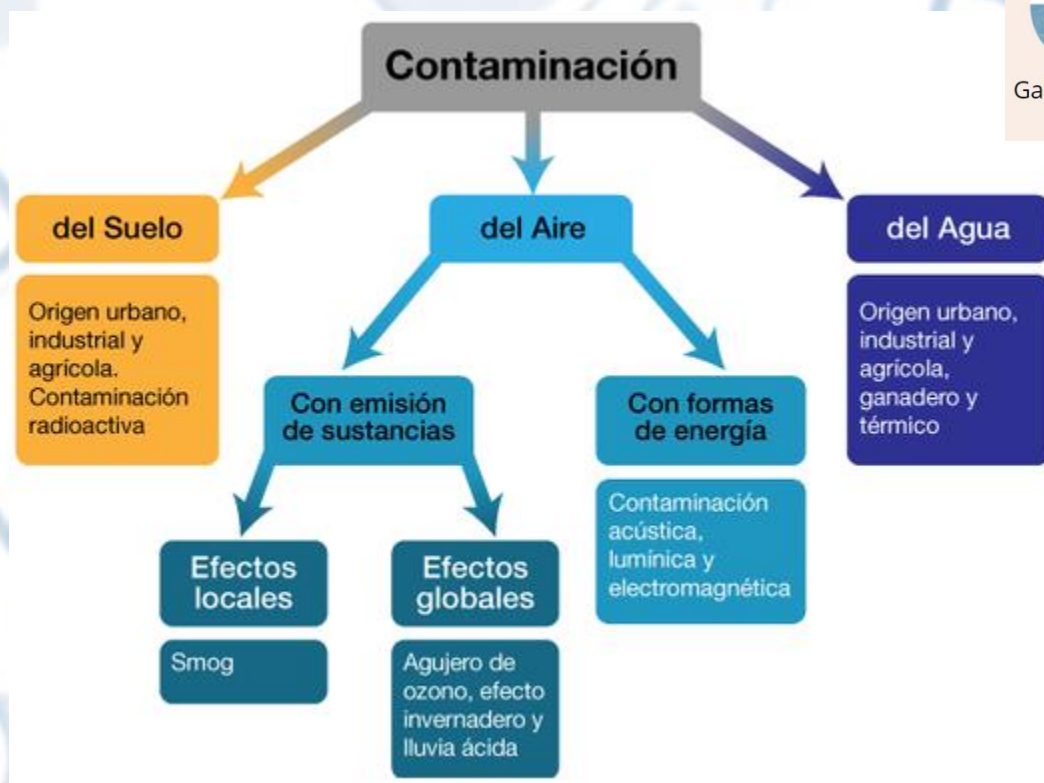 Contaminación
del Suelo
Origen urbano,
industrial y
agrícola.
Contaminación
radioactiva
del Aire
Con emisión
de sustancias
Efectos
locales
Smog
Efectos
globales
Agujero de
ozono, efecto
invernadero y
lluvia ácida
Con formas
de energía
Contaminación
acústica,
lumínica y
electromagnética
del Agua
Origen urbano,
industrial y
agrícola,
ganadero y
térmico